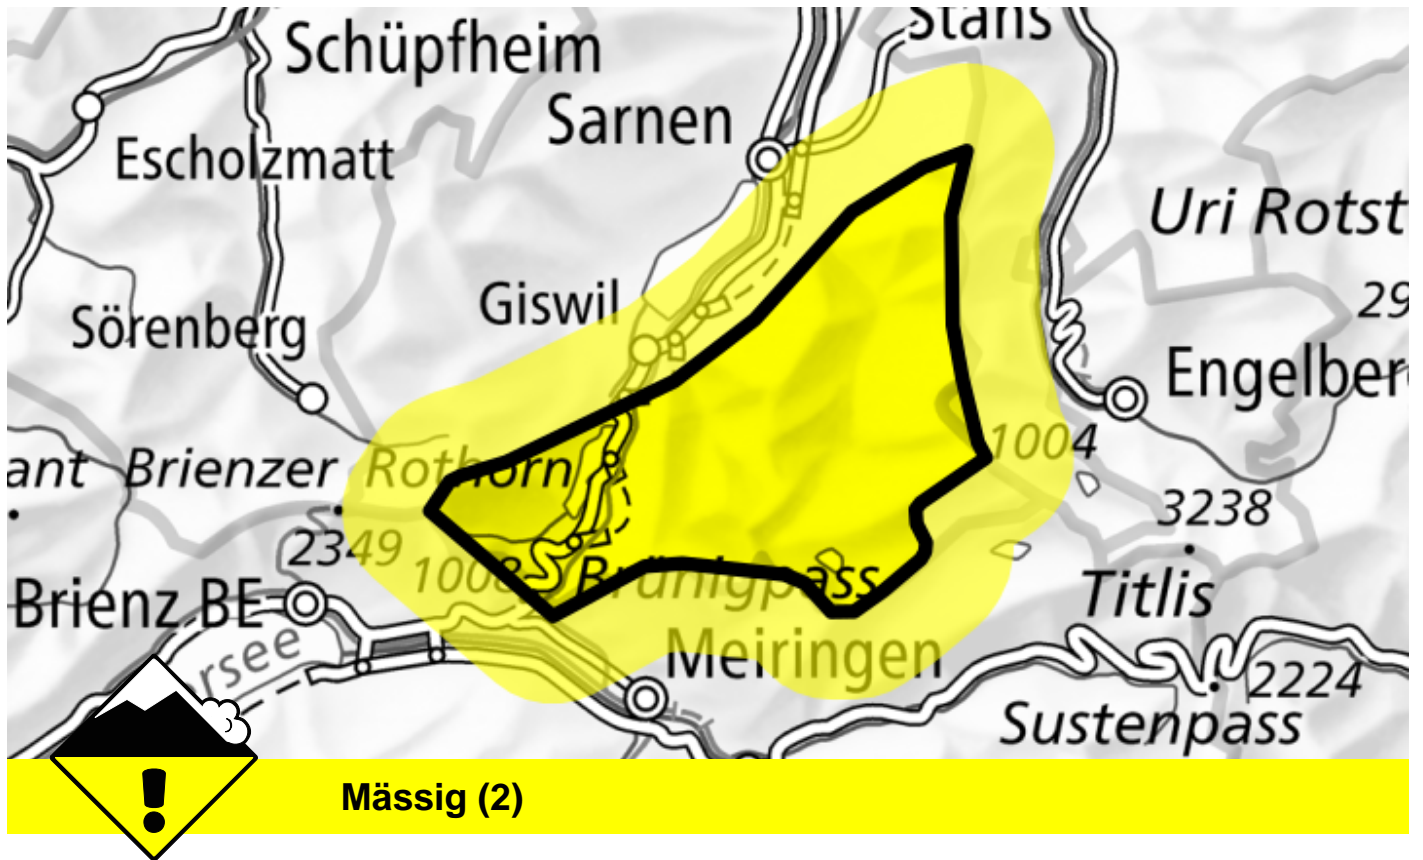 Stans
Schüpfheim
Sarnen
Escholzmatt
Uri Rotst
Giswil
29
Sörenberg
Engelber
1004
ant Brienzer Rothorn
3238
2349
1008
Brünigpass
Titlis
Brienz BE
ersee
Meiringen
2224
Sustenpass
!
Mässig (2)